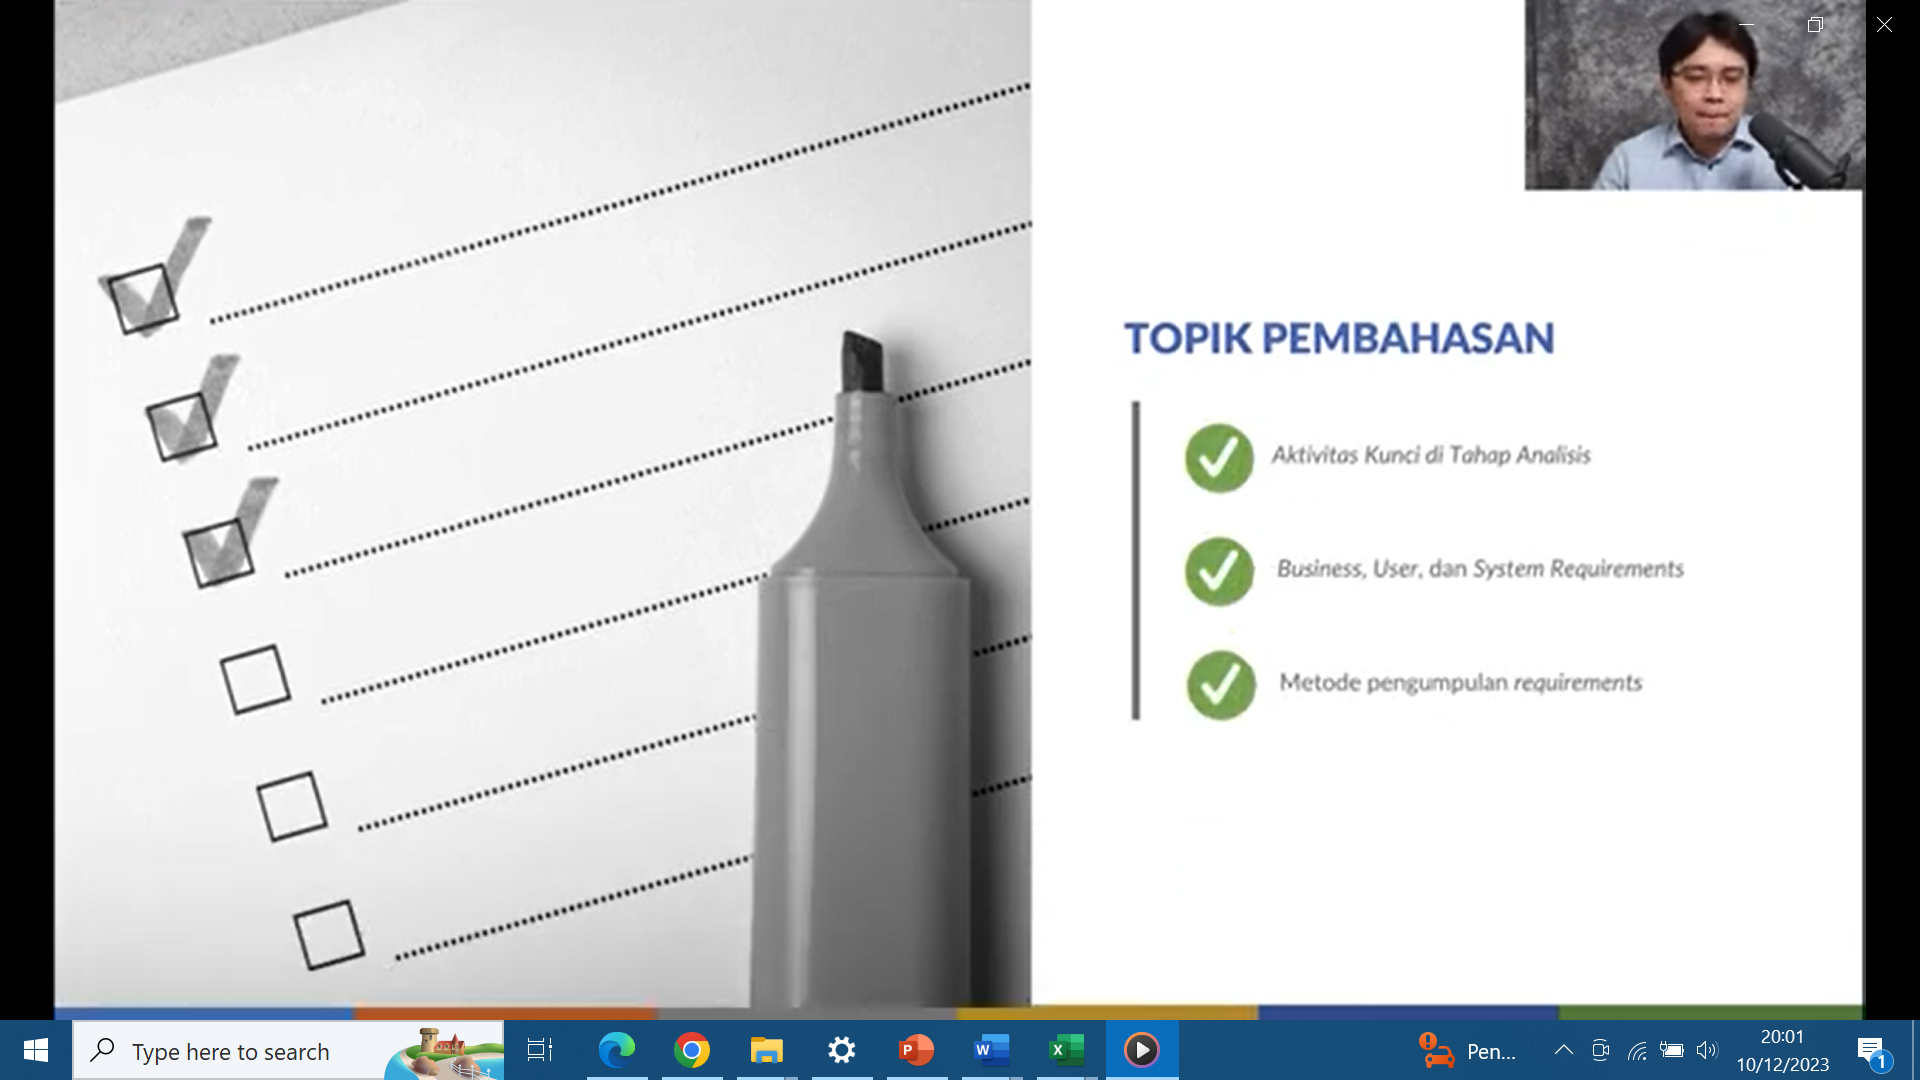 TOPIK PEMBAHASAN
Aktivitas Kunci di Tahap Analisis
Business, User, dan System Requirements
Metode pengumpulan requirements
Type here to search
Pen...
20:01
10/12/2023
1